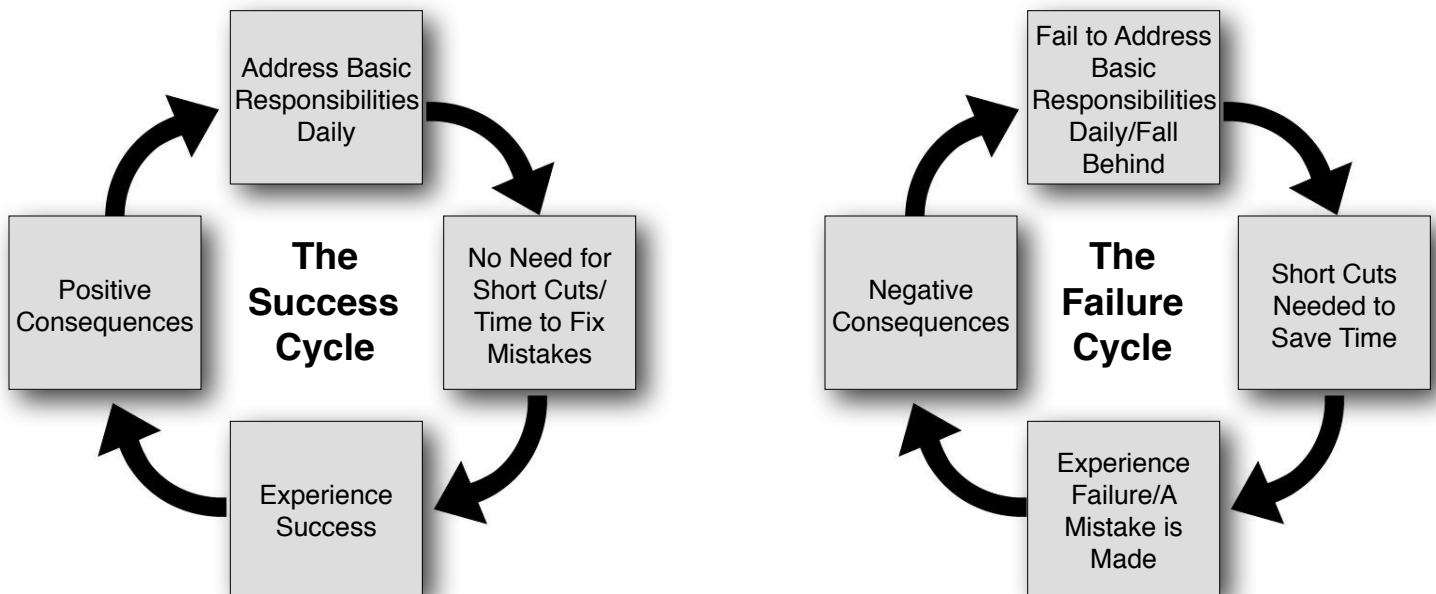 Address Basic
Responsibilities
Daily
No Need for
Short Cuts/
Time to Fix
Mistakes
Experience
Success
Positive
Consequences
The
Success
Cycle
Fail to Address
Basic
Responsibilities
Daily/Fall
Behind
Short Cuts
Needed to
Save Time
Experience
Failure/A
Mistake is
Made
Negative
Consequences
The
Failure
Cycle